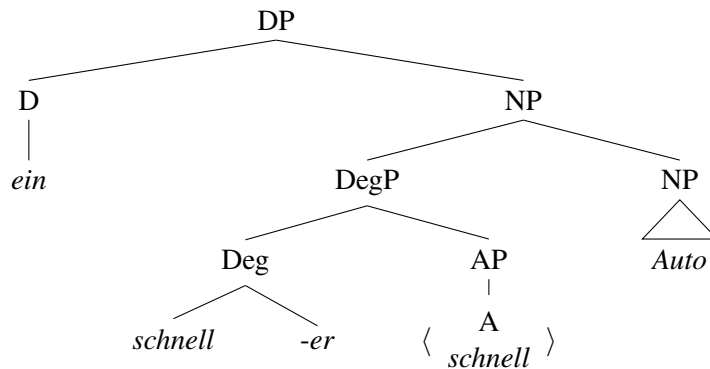 DP
D NP
ein DegP NP
Deg AP Auto
schnell -er ⟨ A ⟩
schnell